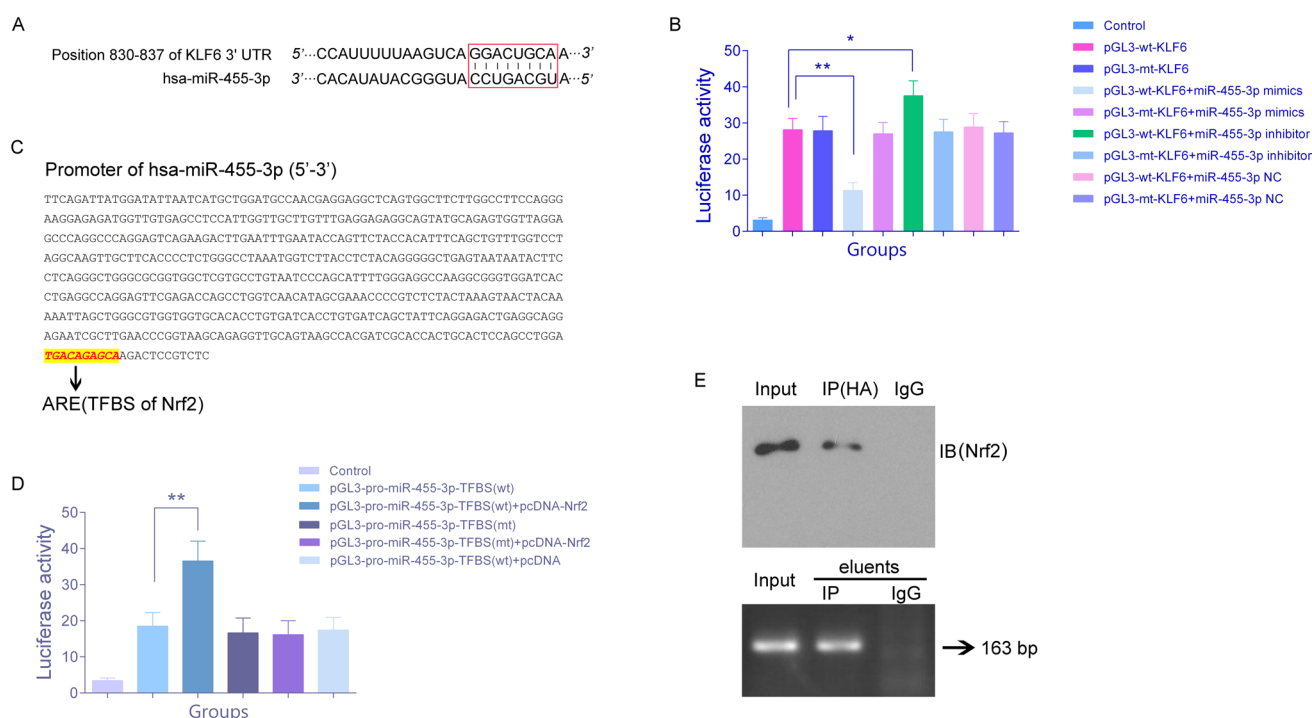 A
Position 830-837 of KLF6 3' UTR 5'···CCAUUUUUAAGUCA GGACUGCA A···3'
hsa-miR-455-3p 3'···CACAUAUACGGGUA CCUGACGU A···5'
B
Luciferase activity
50
40
30
20
10
0
*
**
Groups
Control
pGL3-wt-KLF6
pGL3-mt-KLF6
pGL3-wt-KLF6+miR-455-3p mimics
pGL3-mt-KLF6+miR-455-3p mimics
pGL3-wt-KLF6+miR-455-3p inhibitor
pGL3-mt-KLF6+miR-455-3p inhibitor
pGL3-wt-KLF6+miR-455-3p NC
pGL3-mt-KLF6+miR-455-3p NC
C
Promoter of hsa-miR-455-3p (5'-3')
TTCAGATTATGGATATTAATCATGCTGGATGCCAACGAGGAGGCTCAGTGGCTTCTTGGCCTTCCAGGG
AAGGAGAGATGGTTGTGAGCCTCCATTGGTTGCTTGTTTGAGGAGAGGCAGTATGCAGAGTGGTTAGGA
GCCCAGGCCCAGGAGTCAGAAGACTTGAATTTGAATACCAGTTCTACCACATTTCAGCTGTTTGGTCCT
AGGCAAGTTGCTTCACCCCTCTGGGCCTAAATGGTCTTACCTCTACAGGGGGCTGAGTAATAATACTTC
CTCAGGGCTGGGCGCGGTGGCTCGTGCCTGTAATCCCAGCATTTTGGGAGGCCAAGGCGGGTGGATCAC
CTGAGGCCAGGAGTTCGAGACCAGCCTGGTCAACATAGCGAAACCCCGTCTCTACTAAAGTAACTACAA
AAATTAGCTGGGCGTGGTGGTGCACACCTGTGATCACCTGTGATCAGCTATTCAGGAGACTGAGGCAGG
AGAATCGCTTGAACCCGGTAAGCAGAGGTTGCAGTAAGCCACGATCGCACCACTGCACTCCAGCCTGGA
TGACAGAGCAAGACTCCGTCTC
ARE(TFBS of Nrf2)
D
Luciferase activity
50
40
30
20
10
0
**
Groups
Control
pGL3-pro-miR-455-3p-TFBS(wt)
pGL3-pro-miR-455-3p-TFBS(wt)+pcDNA-Nrf2
pGL3-pro-miR-455-3p-TFBS(mt)
pGL3-pro-miR-455-3p-TFBS(mt)+pcDNA-Nrf2
pGL3-pro-miR-455-3p-TFBS(wt)+pcDNA
E
Input IP(HA) IgG
IB(Nrf2)
eluents
Input IP IgG
163 bp